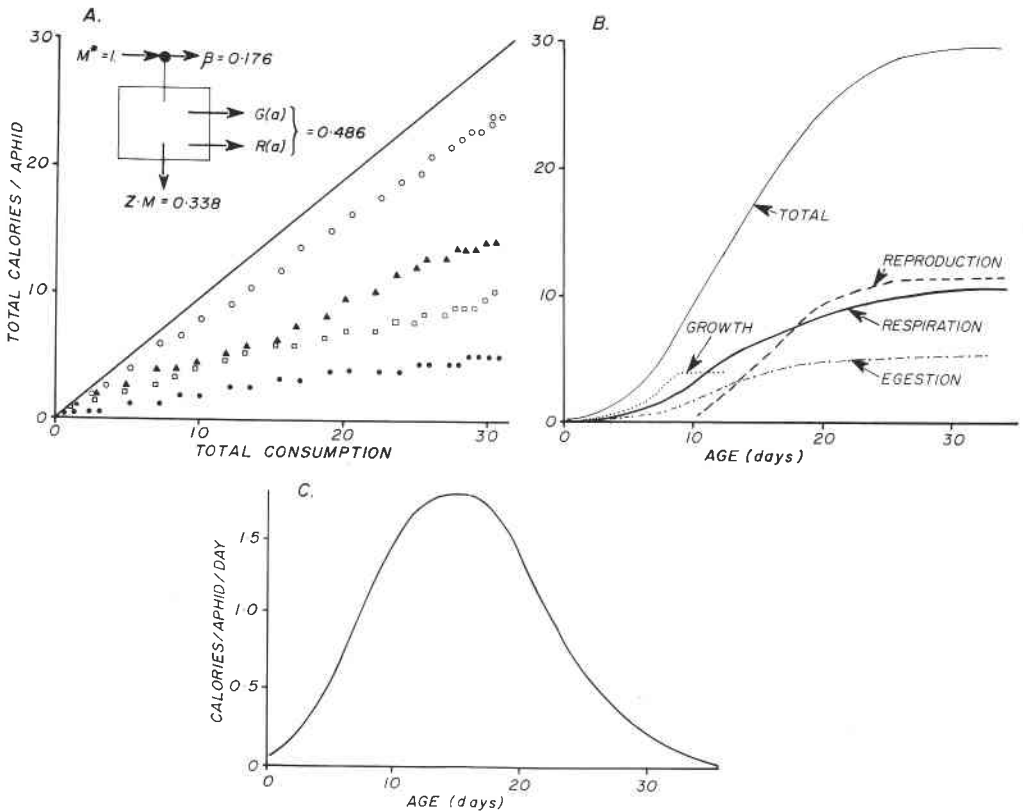 A.
TOTAL CALORIES / APHID
30
20
10
0
M*=1.
β=0·176
G(a)
R(a)
} =0·486
Z·M=0·338
0
10
20
30
TOTAL CONSUMPTION
B.
30
20
10
0
TOTAL
REPRODUCTION
GROWTH
RESPIRATION
EGESTION
0
10
20
30
AGE (days)
C.
CALORIES/APHID/DAY
1·5
1·0
0·5
0
0
10
20
30
AGE (days)